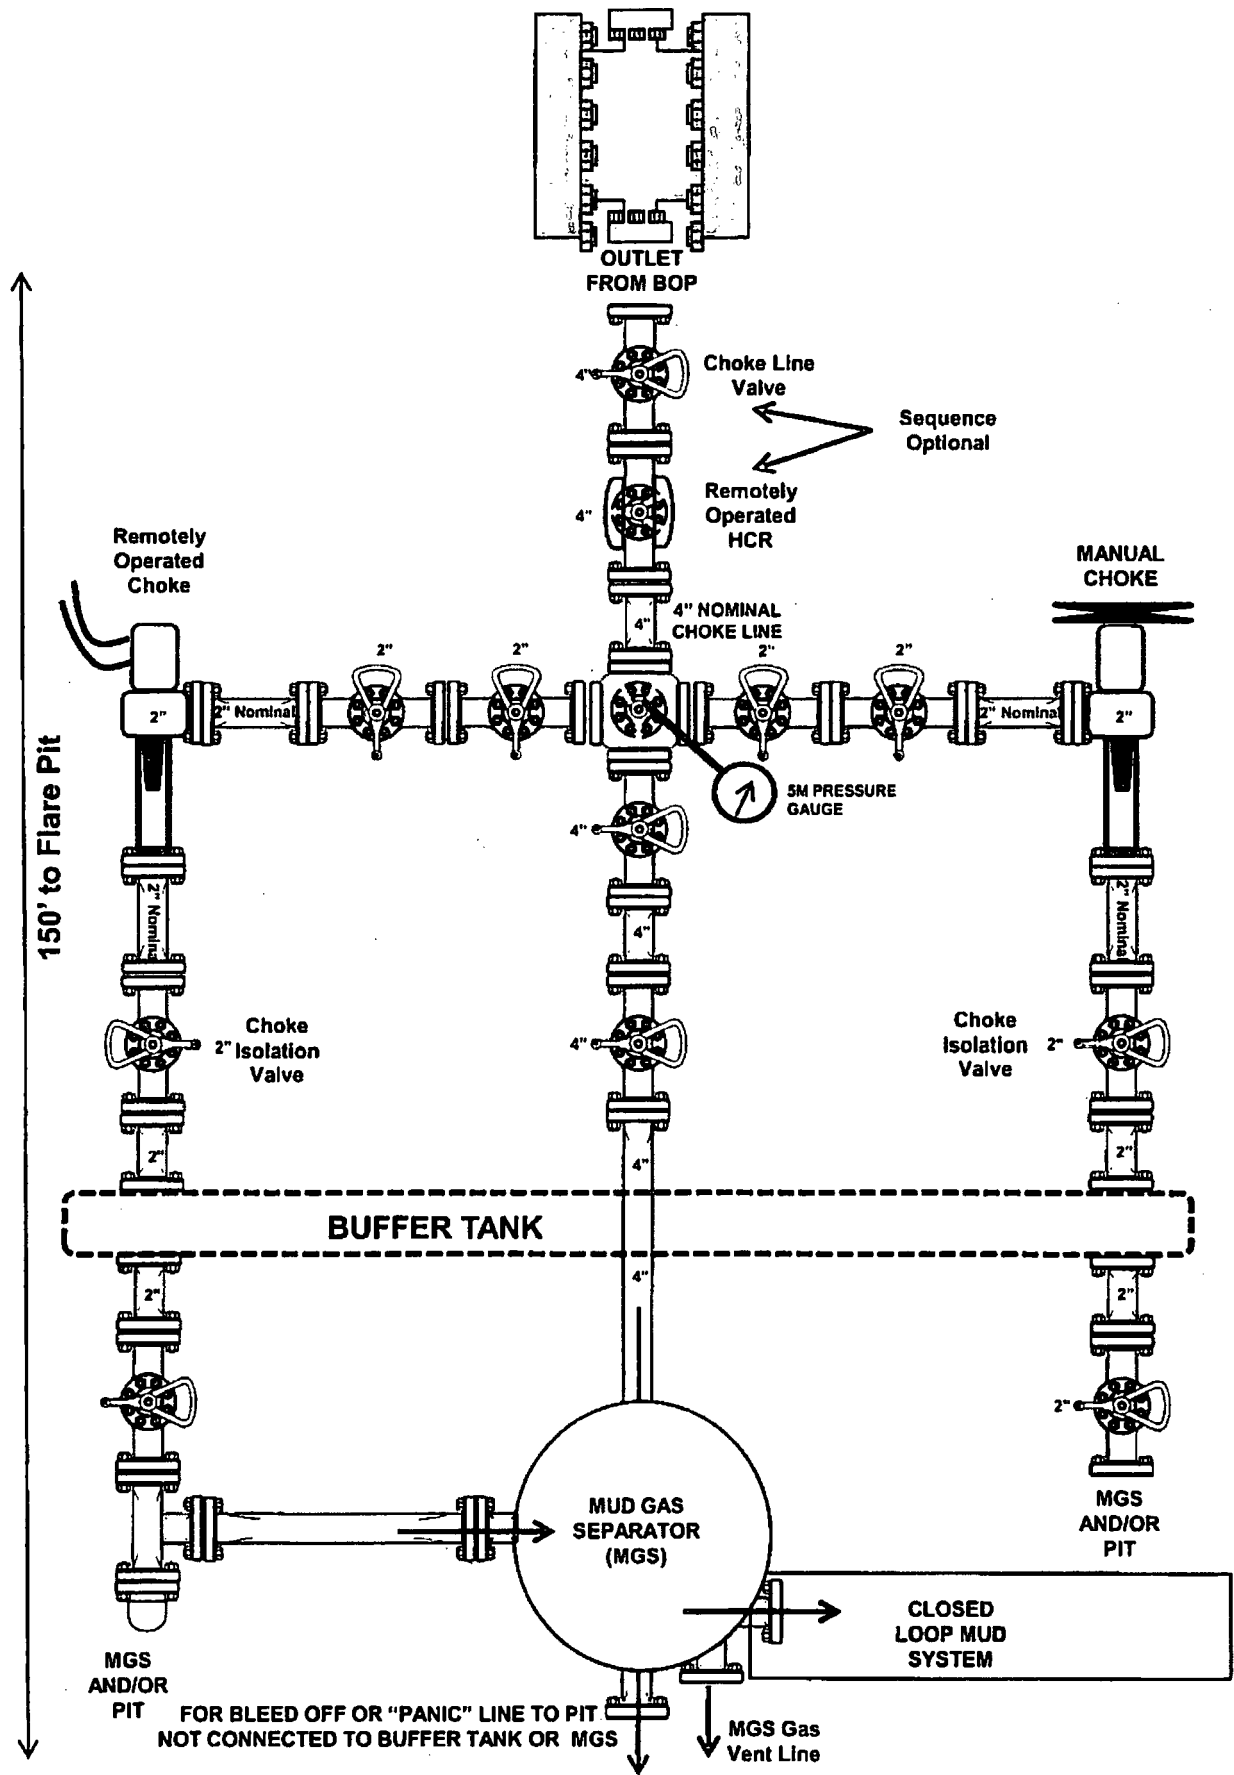 OUTLET
FROM BOP
4"
Choke Line
Valve
Sequence
Optional
4"
Remotely
Operated
HCR
Remotely
Operated
Choke
MANUAL
CHOKE
4"
4" NOMINAL
CHOKE LINE
2"
2"
2"
2"
2"
2" Nominal
2" Nominal
2"
5M PRESSURE
GAUGE
4"
150' to Flare Pit
2" Nominal
4"
2" Nominal
Choke
2" Isolation
Valve
4"
Choke
Isolation
Valve
2"
2"
4"
2"
BUFFER TANK
2"
4"
2"
2"
MUD GAS
SEPARATOR
(MGS)
MGS
AND/OR
PIT
CLOSED
LOOP MUD
SYSTEM
MGS
AND/OR
PIT
FOR BLEED OFF OR "PANIC" LINE TO PIT
NOT CONNECTED TO BUFFER TANK OR MGS
MGS Gas
Vent Line